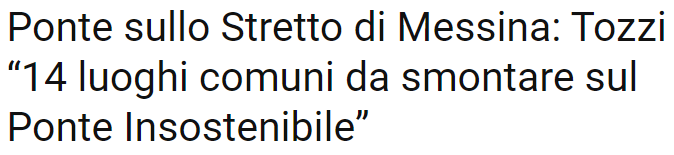 Ponte sullo Stretto di Messina: Tozzi
“14 luoghi comuni da smontare sul
Ponte Insostenibile”